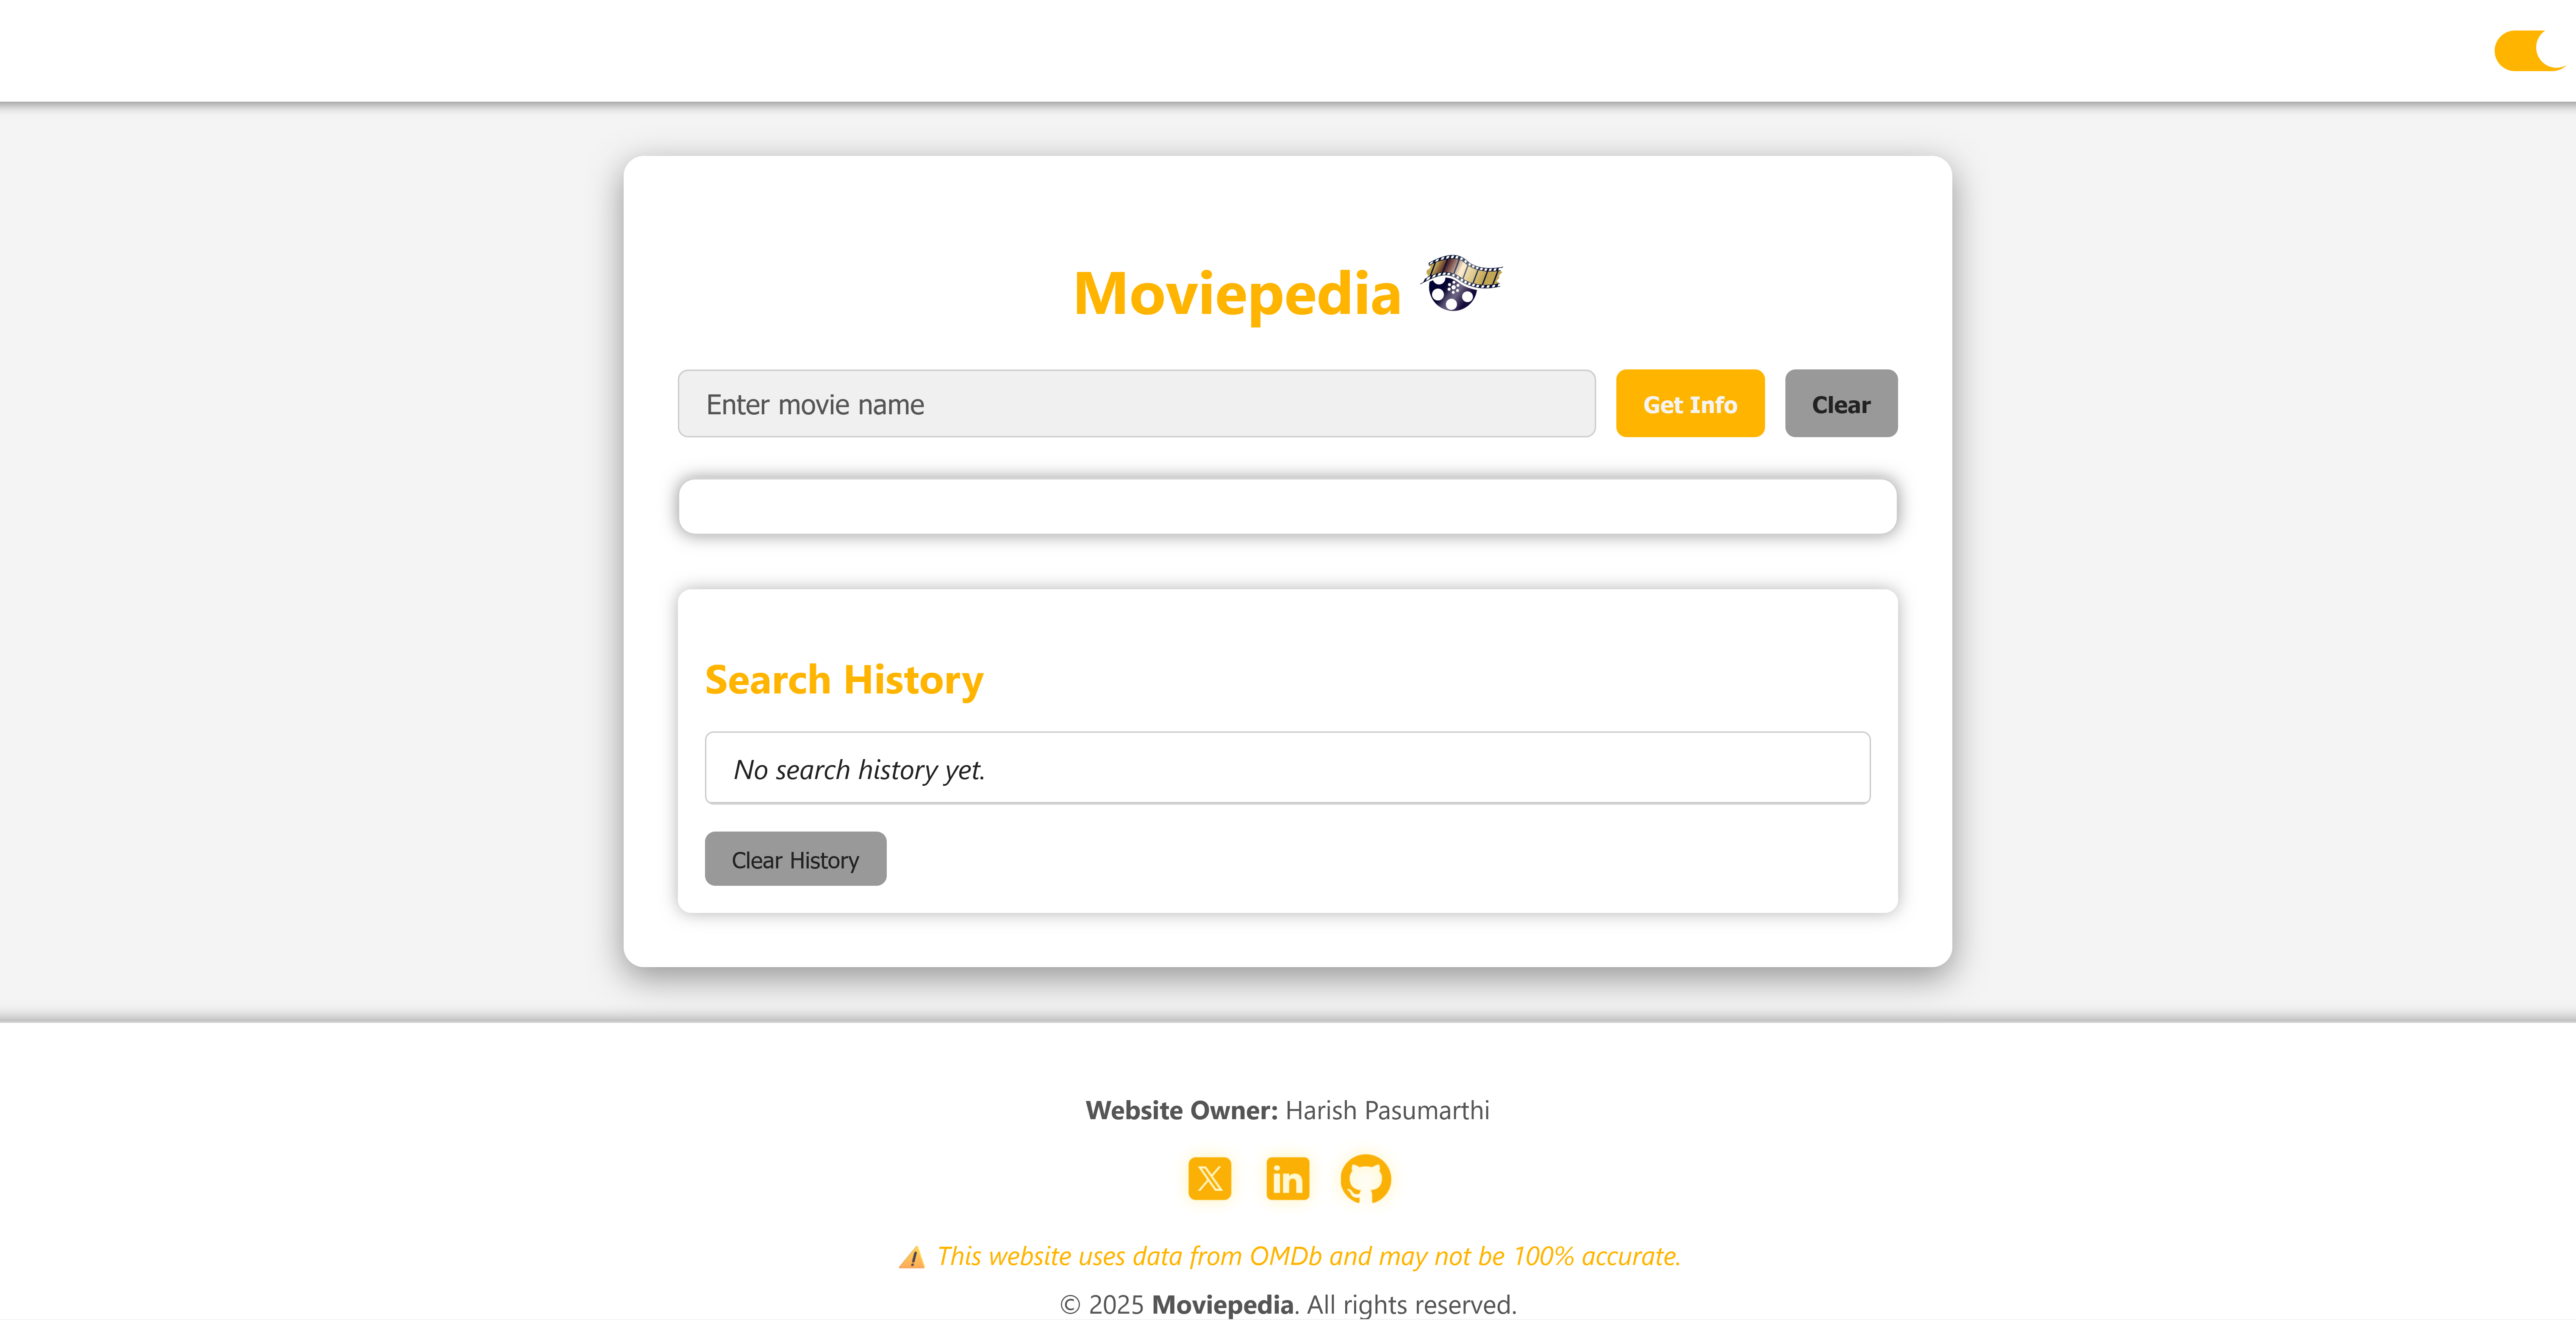 Moviepedia
Enter movie name
Get Info
Clear
Search History
No search history yet.
Clear History
Website Owner: Harish Pasumarthi
⚠️ This website uses data from OMDb and may not be 100% accurate.
© 2025 Moviepedia. All rights reserved.